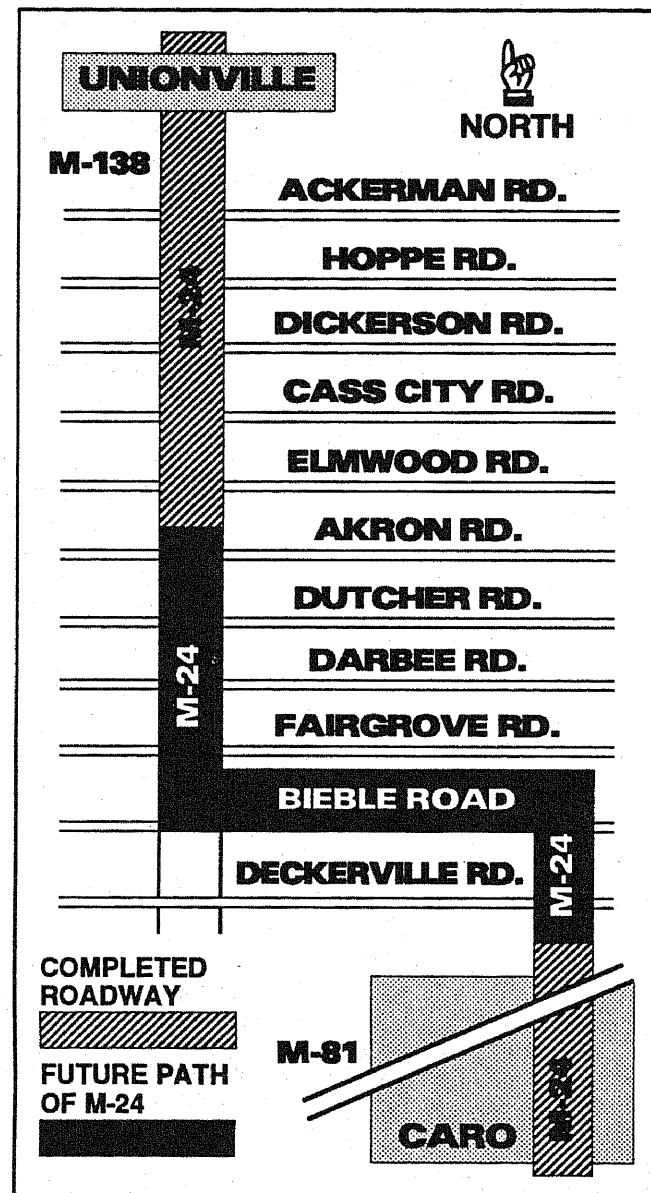 UNIONVILLE
NORTH
M-138
ACKERMAN RD.
HOPPE RD.
M-24
DICKERSON RD.
CASS CITY RD.
ELMWOOD RD.
AKRON RD.
DUTCHER RD.
M-24
DARBEE RD.
FAIRGROVE RD.
BIEBLE ROAD
M-24
DECKERVILLE RD.
COMPLETED
ROADWAY
M-81
FUTURE PATH
OF M-24
M-24
CARO